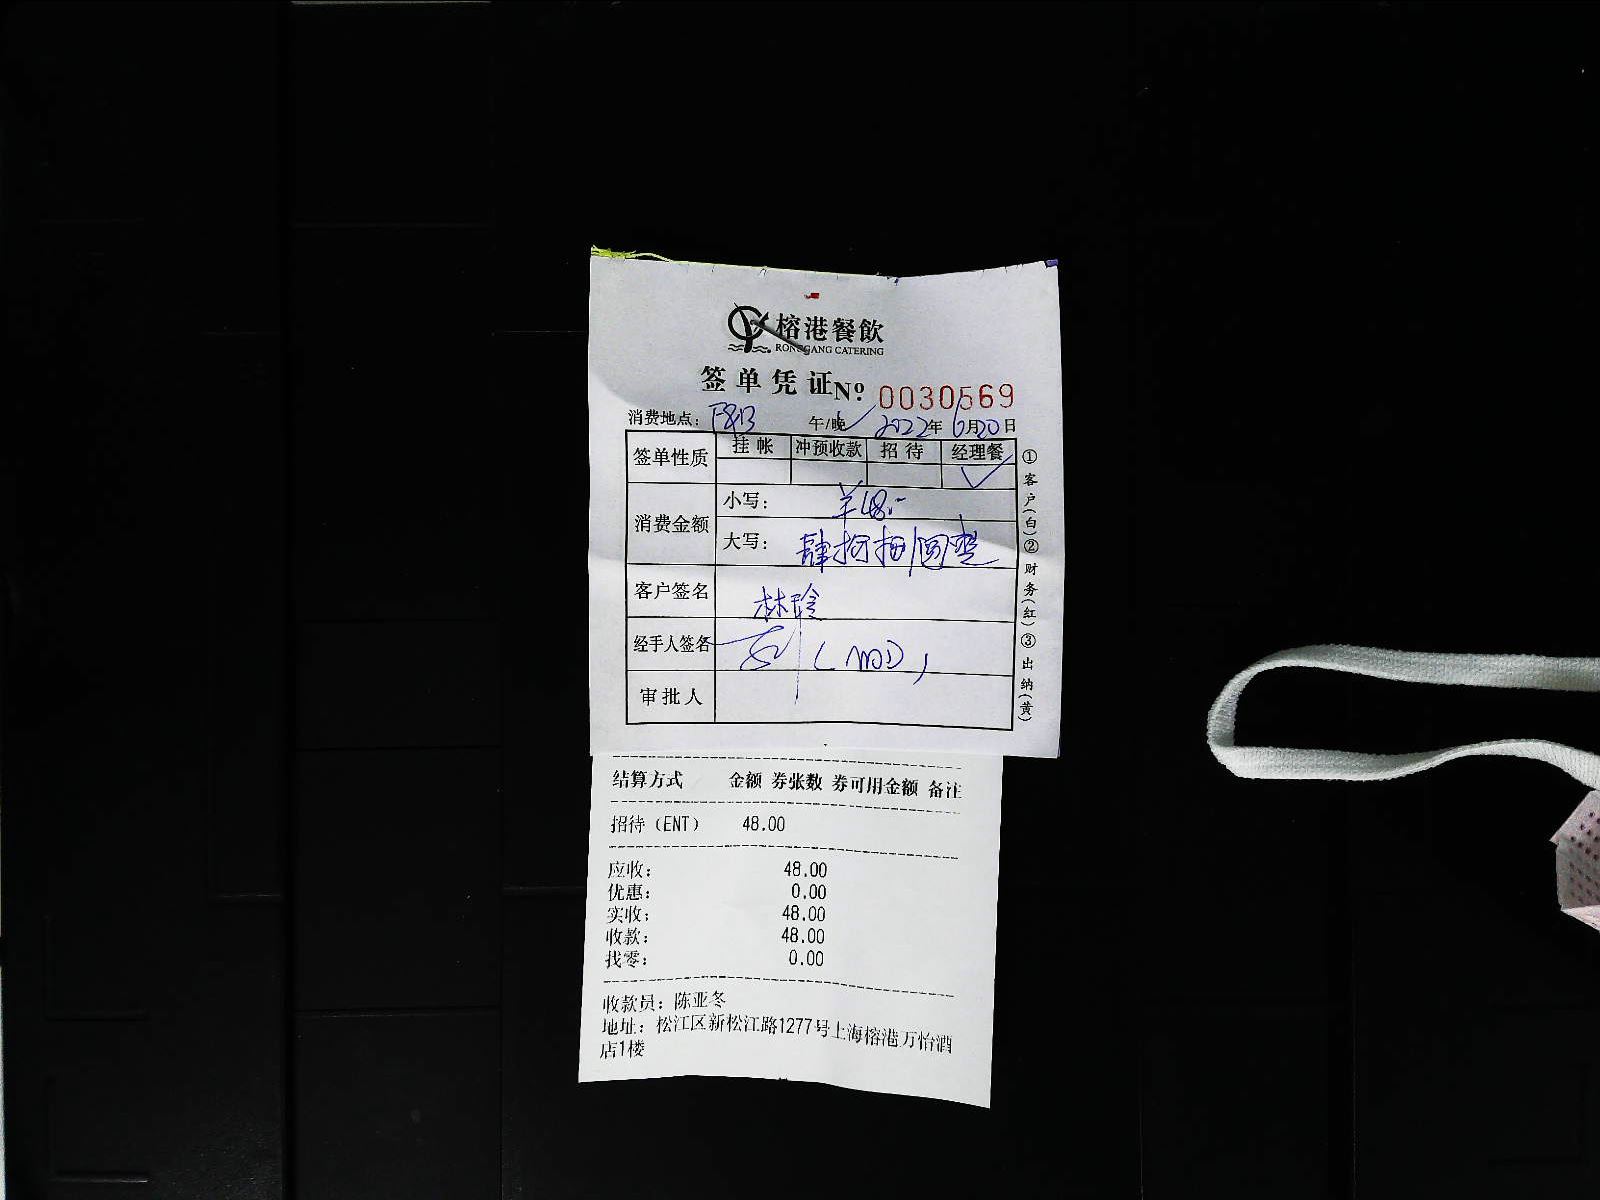 榕港餐飲
RONGGANG CATERING
签单凭证 № 0030569
消费地点: F&B 午/晚✓ 2022年6月20日
签单性质 挂帐 冲预收款 招待 经理餐
✓
消费金额 小写: ¥48.-
大写: 肆拾捌圆整
客户签名 林玲
经手人签名 (MOD)
审批人
①客户(白)②财务(红)③出纳(黄)
结算方式 金额 券张数 券可用金额 备注
招待(ENT) 48.00
应收: 48.00
优惠: 0.00
实收: 48.00
收款: 48.00
找零: 0.00
收款员: 陈亚冬
地址: 松江区新松江路1277号上海榕港万怡酒
店1楼